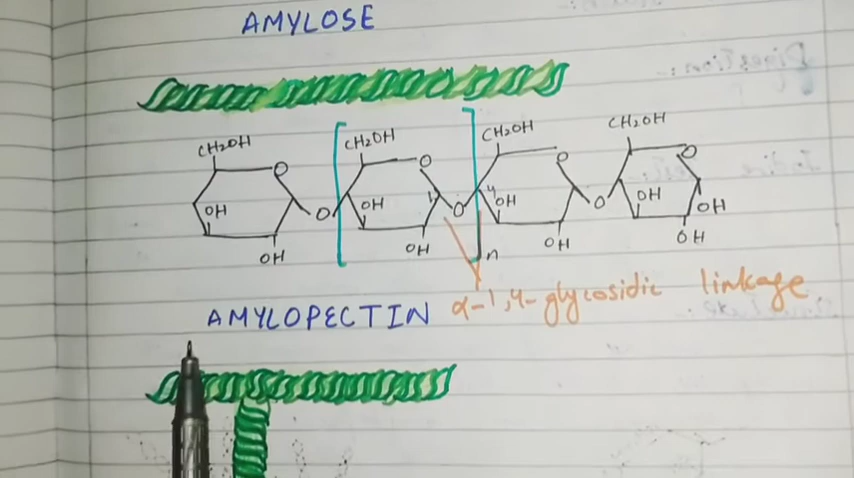 AMYLOSE
CH2OH CH2OH CH2OH CH2OH
O O O O
OH O OH 1 O 4 OH O OH OH
OH OH n OH OH
α-1,4-glycosidic linkage
AMYLOPECTIN